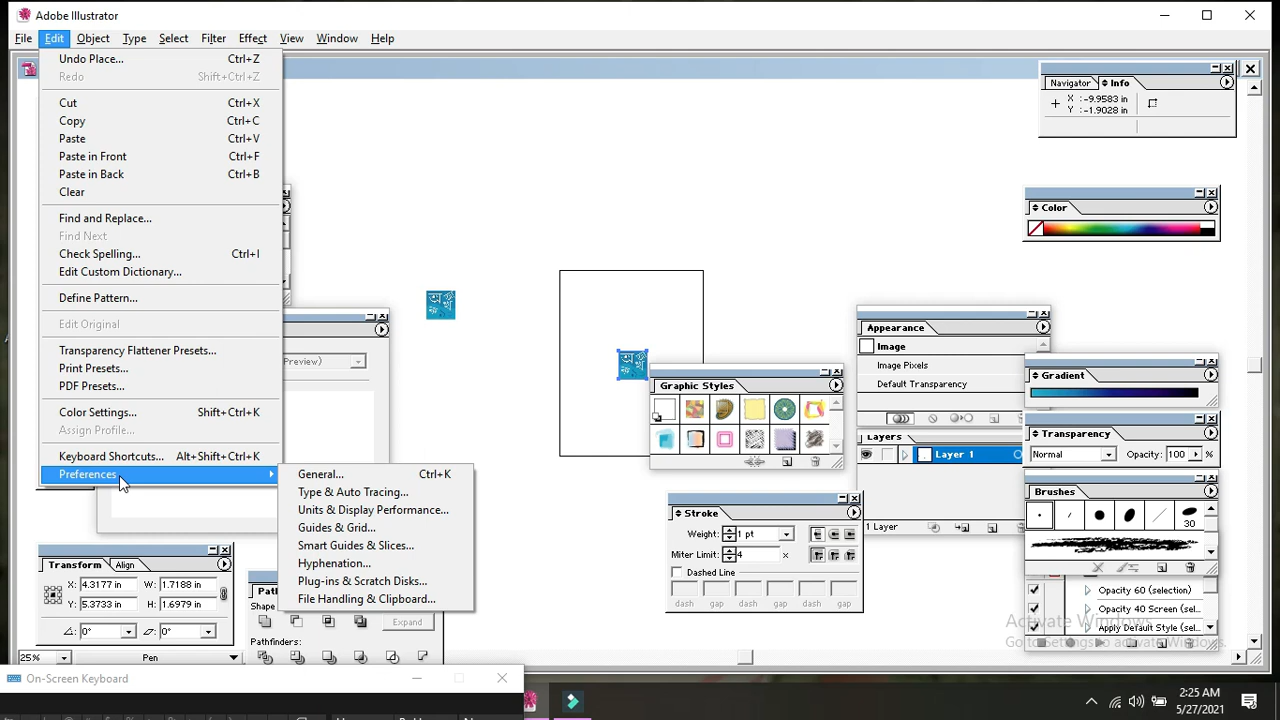 Adobe Illustrator
File Edit Object Type Select Filter Effect View Window Help
Undo Place... Ctrl+Z
Redo Shift+Ctrl+Z
Cut Ctrl+X
Copy Ctrl+C
Paste Ctrl+V
Paste in Front Ctrl+F
Paste in Back Ctrl+B
Clear
Find and Replace...
Find Next
Check Spelling... Ctrl+I
Edit Custom Dictionary...
Define Pattern...
Edit Original
Transparency Flattener Presets...
Print Presets...
PDF Presets...
Color Settings... Shift+Ctrl+K
Assign Profile...
Keyboard Shortcuts... Alt+Shift+Ctrl+K
Preferences
General... Ctrl+K
Type & Auto Tracing...
Units & Display Performance...
Guides & Grid...
Smart Guides & Slices...
Hyphenation...
Plug-ins & Scratch Disks...
File Handling & Clipboard...
Preview)
Navigator Info
X : -9.9583 in
Y : -1.9028 in
Color
Graphic Styles
Appearance
Image
Image Pixels
Default Transparency
Layers
Layer 1
1 Layer
Gradient
Transparency
Normal Opacity: 100
Brushes
30
Opacity 60 (selection)
Opacity 40 Screen (sel...
Apply Default Style (sel...
Stroke
Weight: 1 pt
Miter Limit: 4 x
Dashed Line
dash gap dash gap dash gap
Transform Align
X: 4.3177 in W: 1.7188 in
Y: 5.3733 in H: 1.6979 in
0° 0°
Shape
Expand
Pathfinders:
25% Pen
Activate Windows
Go to Settings to activate Windows.
On-Screen Keyboard
2:25 AM
5/27/2021